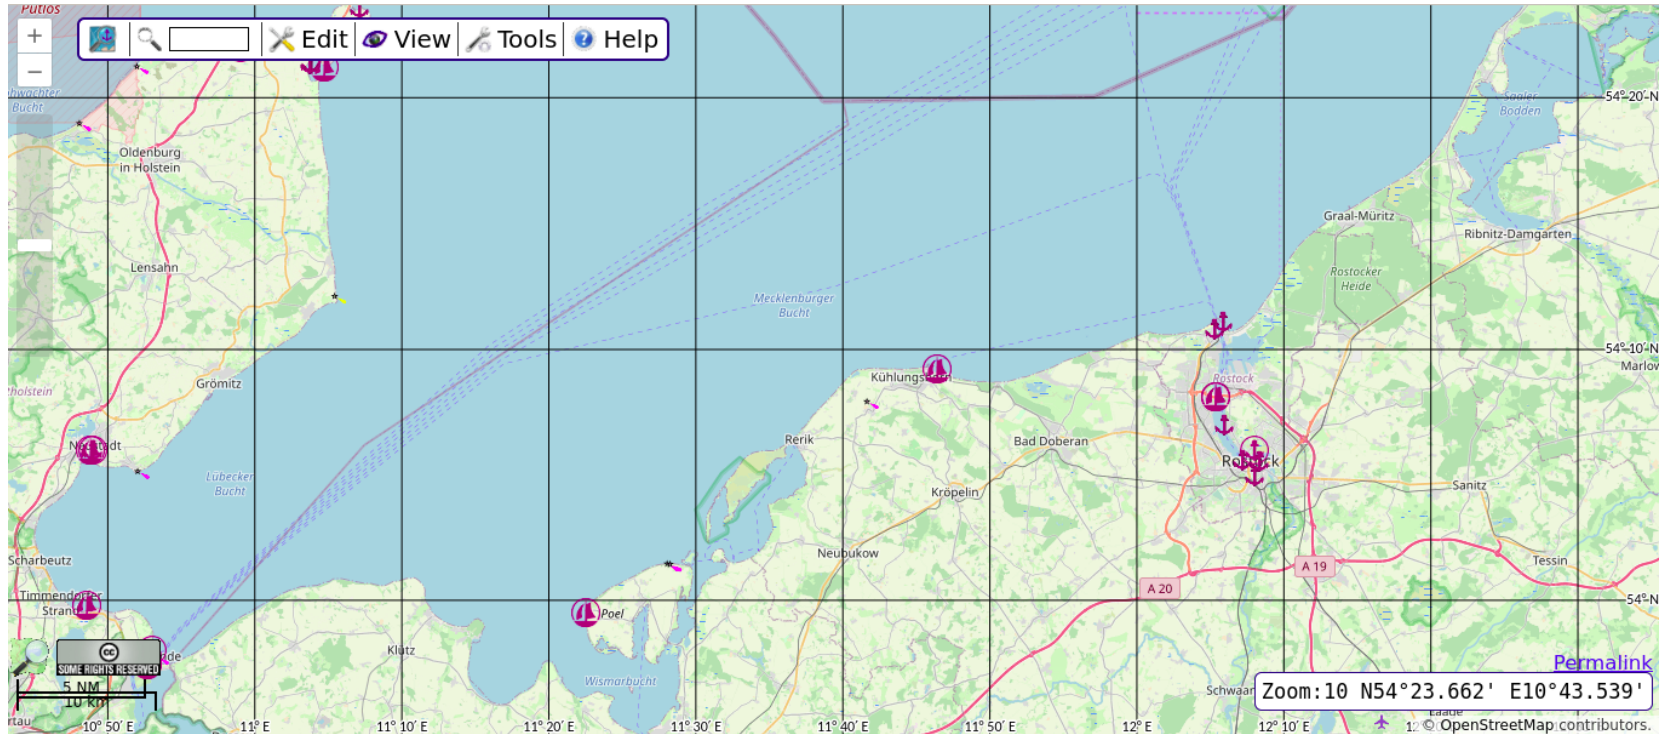 Putlos
+
Edit View Tools Help
−
Bucht
54° 20' N
Saaler
Bodden
Oldenburg
in Holstein
Graal-Müritz
Ribnitz-Damgarten
Lensahn
Rostocker
Heide
Mecklenburger
Bucht
54° 10' N
Marlow
Kühlungsborn
Rostock
Grömitz
Neustadt
Rerik
Bad Doberan
Rostock
Lübecker
Bucht
Kröpelin
Sanitz
Scharbeutz
Neubukow
A 19
Tessin
Timmendorfer
Strand
A 20
54° N
Poel
Klütz
cc
SOME RIGHTS RESERVED
Wismarbucht
Permalink
Zoom:10 N54°23.662' E10°43.539'
5 NM
10 km
10° 50' E 11° E 11° 10' E 11° 20' E 11° 30' E 11° 40' E 11° 50' E 12° E 12° 10' E
© OpenStreetMap contributors.